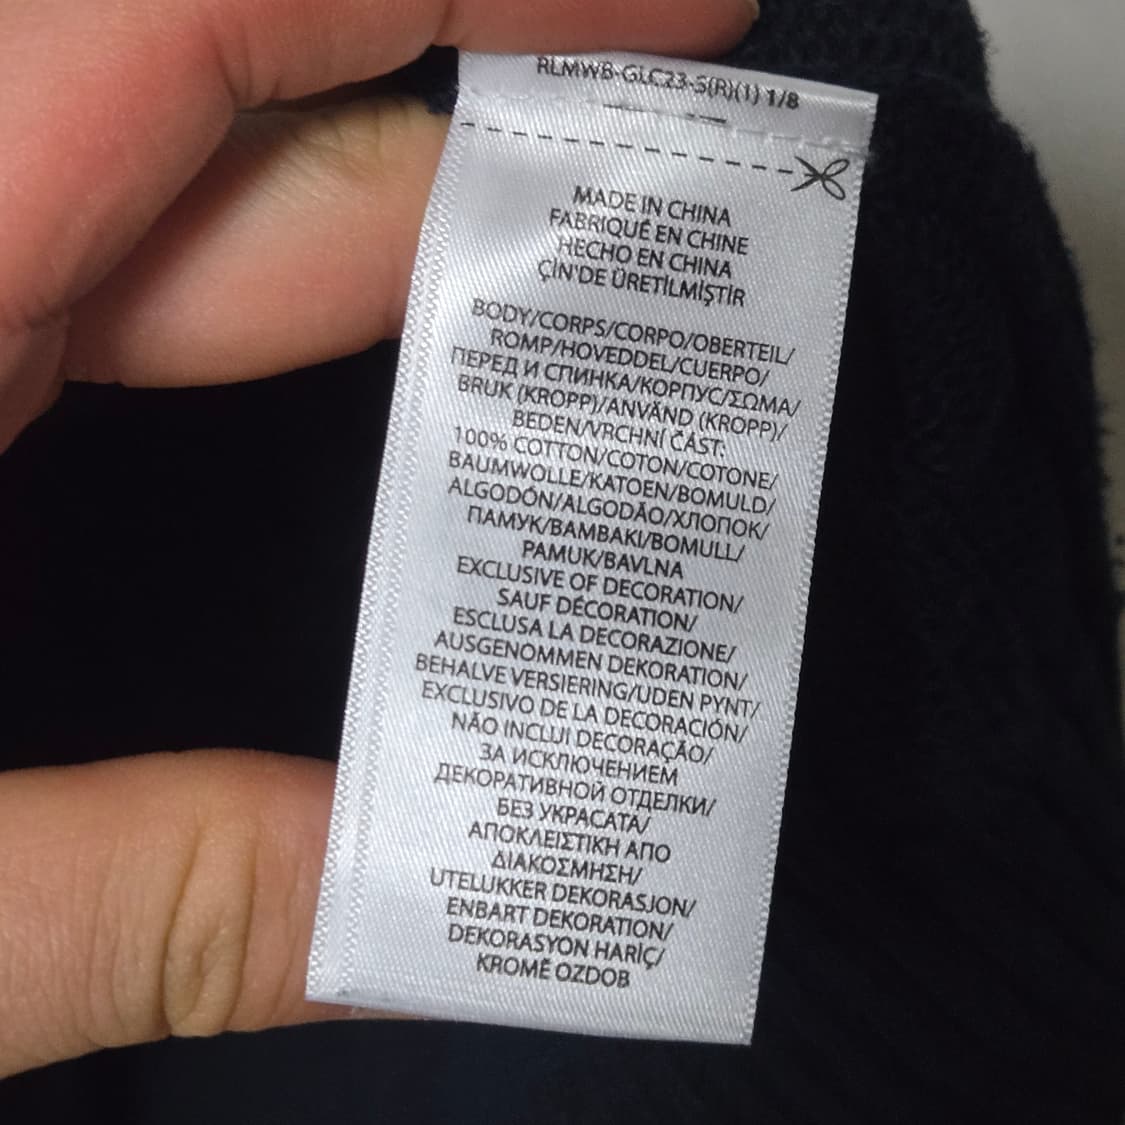 RLMWB-GLC23-S(R)(1) 1/8
MADE IN CHINA
FABRIQUÉ EN CHINE
HECHO EN CHINA
ÇİN'DE ÜRETİLMİŞTİR
BODY/CORPS/CORPO/OBERTEIL/
ROMP/HOVEDDEL/CUERPO/
ПЕРЕД И СПИНКА/КОРПУС/ΣΩΜΑ/
BRUK (KROPP)/ANVÄND (KROPP)/
BEDEN/VRCHNÍ ČÁST:
100% COTTON/COTON/COTONE/
BAUMWOLLE/KATOEN/BOMULD/
ALGODÓN/ALGODÃO/ХЛОПОК/
ПАМУК/ΒΑΜΒΑΚΙ/BOMULL/
PAMUK/BAVLNA
EXCLUSIVE OF DECORATION/
SAUF DÉCORATION/
ESCLUSA LA DECORAZIONE/
AUSGENOMMEN DEKORATION/
BEHALVE VERSIERING/UDEN PYNT/
EXCLUSIVO DE LA DECORACIÓN/
NÃO INCLUI DECORAÇÃO/
ЗА ИСКЛЮЧЕНИЕМ
ДЕКОРАТИВНОЙ ОТДЕЛКИ/
БЕЗ УКРАСАТА/
ΑΠΟΚΛΕΙΣΤΙΚΗ ΑΠΟ
ΔΙΑΚΟΣΜΗΣΗ/
UTELUKKER DEKORASJON/
ENBART DEKORATION/
DEKORASYON HARİÇ/
KROMĚ OZDOB